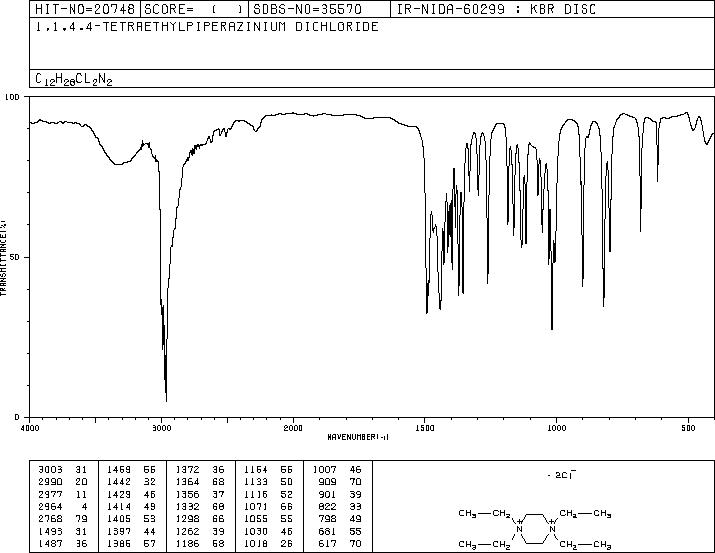 HIT-NO=20748 SCORE= ( ) SDBS-NO=35570 IR-NIDA-60299 : KBR DISC
1,1,4,4-TETRAETHYLPIPERAZINIUM DICHLORIDE
C12H28CL2N2
100
50
0
TRANSMITTANCE(%)
4000 3000 2000 1500 1000 500
WAVENUMBER(-1)
3003 31 1469 56 1372 36 1164 55 1007 46
2990 20 1442 32 1364 68 1133 50 909 70
2977 11 1429 46 1356 37 1116 52 901 39
2964 4 1414 49 1332 68 1071 66 822 33
2768 79 1405 53 1298 66 1055 55 798 49
1493 31 1397 44 1262 39 1030 46 681 55
1487 36 1386 57 1186 58 1018 26 617 70
· 2Cl−
CH3 CH2 CH2 CH3
N+ N+
CH3 CH2 CH2 CH3